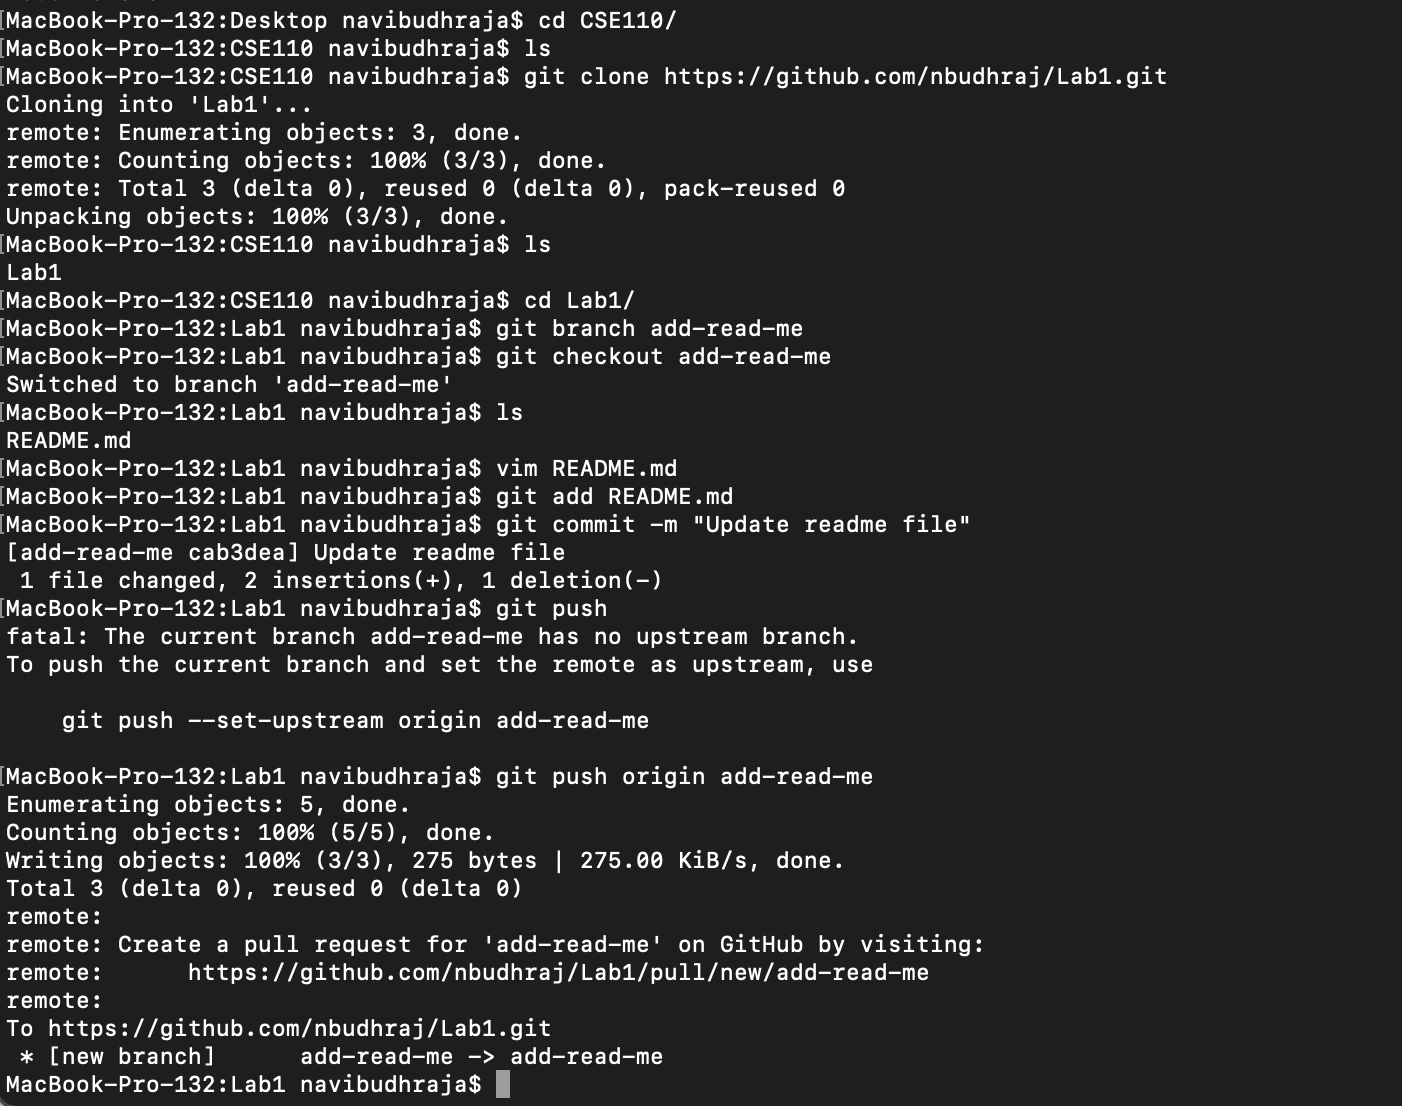 [MacBook-Pro-132:Desktop navibudhraja$ cd CSE110/
[MacBook-Pro-132:CSE110 navibudhraja$ ls
[MacBook-Pro-132:CSE110 navibudhraja$ git clone https://github.com/nbudhraj/Lab1.git
Cloning into 'Lab1'...
remote: Enumerating objects: 3, done.
remote: Counting objects: 100% (3/3), done.
remote: Total 3 (delta 0), reused 0 (delta 0), pack-reused 0
Unpacking objects: 100% (3/3), done.
[MacBook-Pro-132:CSE110 navibudhraja$ ls
Lab1
[MacBook-Pro-132:CSE110 navibudhraja$ cd Lab1/
[MacBook-Pro-132:Lab1 navibudhraja$ git branch add-read-me
[MacBook-Pro-132:Lab1 navibudhraja$ git checkout add-read-me
Switched to branch 'add-read-me'
[MacBook-Pro-132:Lab1 navibudhraja$ ls
README.md
[MacBook-Pro-132:Lab1 navibudhraja$ vim README.md
[MacBook-Pro-132:Lab1 navibudhraja$ git add README.md
[MacBook-Pro-132:Lab1 navibudhraja$ git commit -m "Update readme file"
[add-read-me cab3dea] Update readme file
 1 file changed, 2 insertions(+), 1 deletion(-)
[MacBook-Pro-132:Lab1 navibudhraja$ git push
fatal: The current branch add-read-me has no upstream branch.
To push the current branch and set the remote as upstream, use
    git push --set-upstream origin add-read-me
[MacBook-Pro-132:Lab1 navibudhraja$ git push origin add-read-me
Enumerating objects: 5, done.
Counting objects: 100% (5/5), done.
Writing objects: 100% (3/3), 275 bytes | 275.00 KiB/s, done.
Total 3 (delta 0), reused 0 (delta 0)
remote:
remote: Create a pull request for 'add-read-me' on GitHub by visiting:
remote:      https://github.com/nbudhraj/Lab1/pull/new/add-read-me
remote:
To https://github.com/nbudhraj/Lab1.git
 * [new branch]      add-read-me -> add-read-me
MacBook-Pro-132:Lab1 navibudhraja$